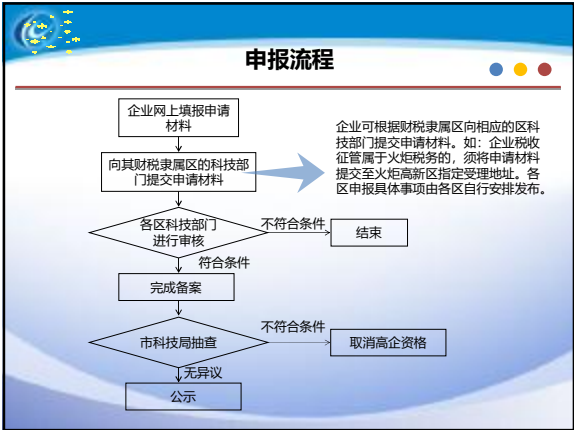 申报流程
企业网上填报申请
材料
向其财税隶属区的科技部
门提交申请材料
企业可根据财税隶属区向相应的区科
技部门提交申请材料。如：企业税收
征管属于火炬税务的，须将申请材料
提交至火炬高新区指定受理地址。各
区申报具体事项由各区自行安排发布。
各区科技部门
进行审核
不符合条件
结束
符合条件
完成备案
市科技局抽查
不符合条件
取消高企资格
无异议
公示